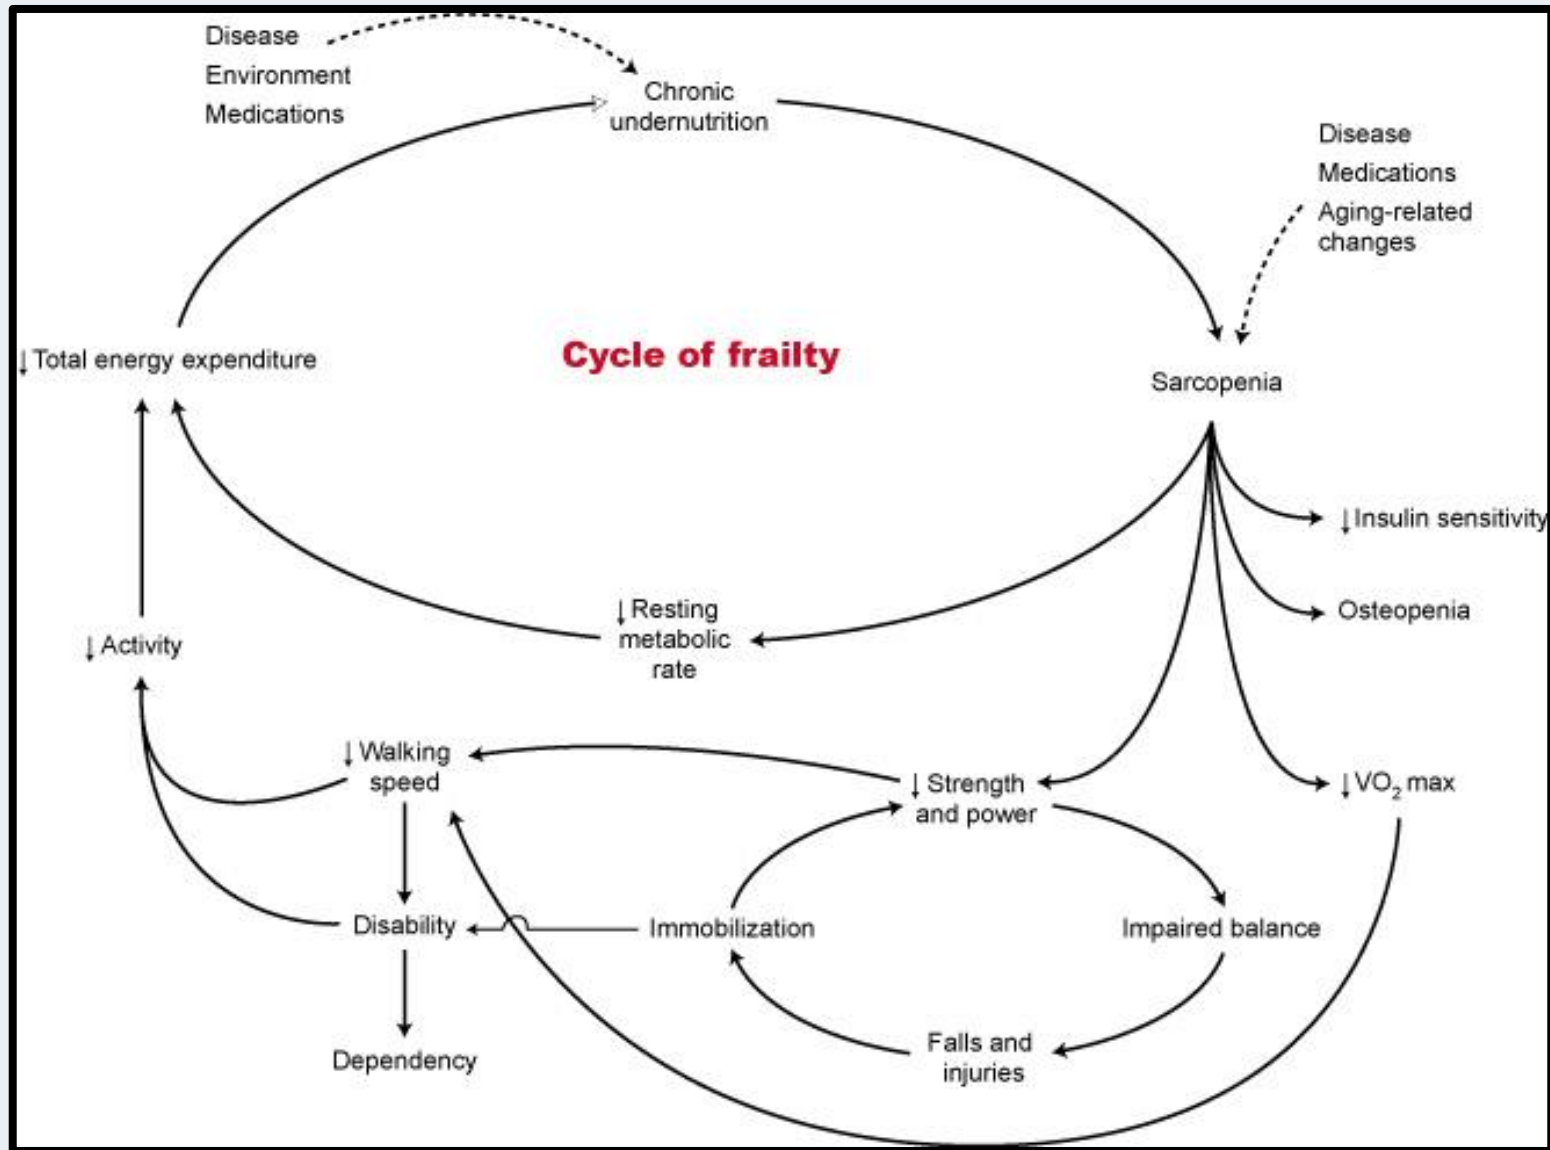 Disease
Environment
Medications
Chronic
undernutrition
Disease
Medications
Aging-related
changes
↓ Total energy expenditure
Cycle of frailty
Sarcopenia
↓ Insulin sensitivity
↓ Resting
metabolic
rate
Osteopenia
↓ Activity
↓ Walking
speed
↓ Strength
and power
↓ VO₂ max
Disability
Immobilization
Impaired balance
Falls and
injuries
Dependency